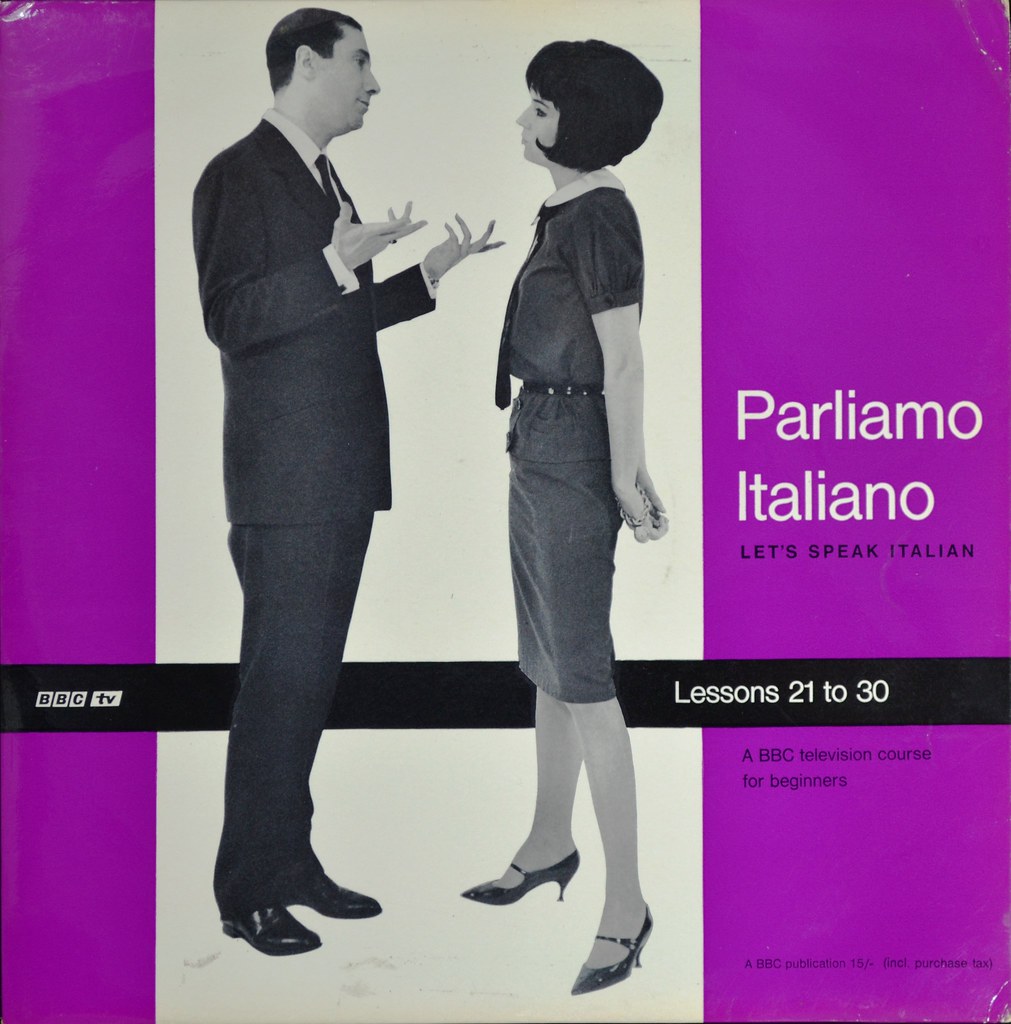 Parliamo
Italiano
LET'S SPEAK ITALIAN
BBC tv
Lessons 21 to 30
A BBC television course
for beginners
A BBC publication 15/- (incl. purchase tax)